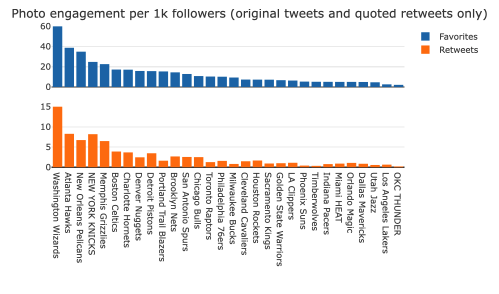 Photo engagement per 1k followers (original tweets and quoted retweets only)
60
40
20
0
Favorites
Retweets
15
10
5
0
Washington Wizards
Atlanta Hawks
New Orleans Pelicans
NEW YORK KNICKS
Memphis Grizzlies
Boston Celtics
Charlotte Hornets
Denver Nuggets
Detroit Pistons
Portland Trail Blazers
Brooklyn Nets
San Antonio Spurs
Chicago Bulls
Toronto Raptors
Philadelphia 76ers
Milwaukee Bucks
Cleveland Cavaliers
Houston Rockets
Sacramento Kings
Golden State Warriors
LA Clippers
Phoenix Suns
Timberwolves
Indiana Pacers
Miami HEAT
Orlando Magic
Dallas Mavericks
Utah Jazz
Los Angeles Lakers
OKC THUNDER